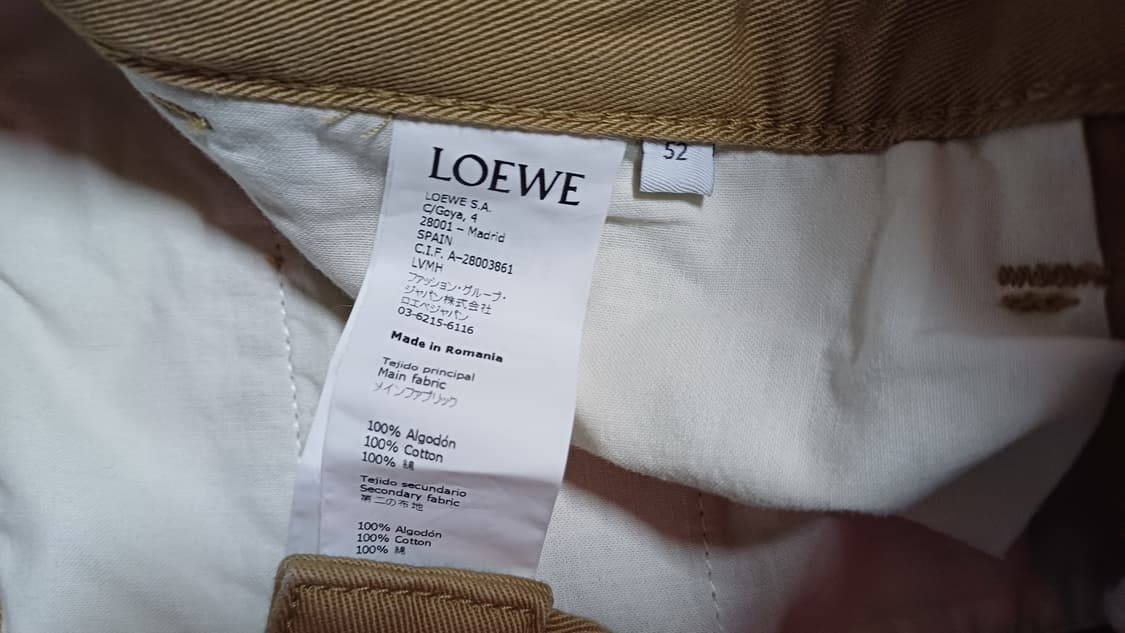 LOEWE
LOEWE S.A.
C/Goya, 4
28001 – Madrid
SPAIN
C.I.F. A-28003861
LVMH
ファッション・グループ・
ジャパン株式会社
ロエベジャパン
03-6215-6116
Made in Romania
Tejido principal
Main fabric
メインファブリック
100% Algodón
100% Cotton
100% 綿
Tejido secundario
Secondary fabric
第二の布地
100% Algodón
100% Cotton
100% 綿
52